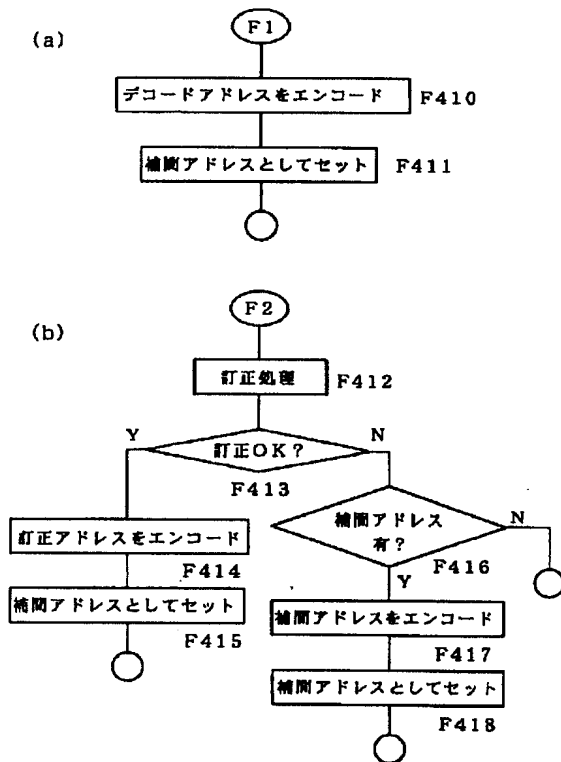 (a)
F1
デコードアドレスをエンコード
F410
補間アドレスとしてセット
F411
(b)
F2
訂正処理
F412
Y
訂正OK?
N
F413
訂正アドレスをエンコード
F414
補間アドレスとしてセット
F415
補間アドレス
有?
N
F416
Y
補間アドレスをエンコード
F417
補間アドレスとしてセット
F418